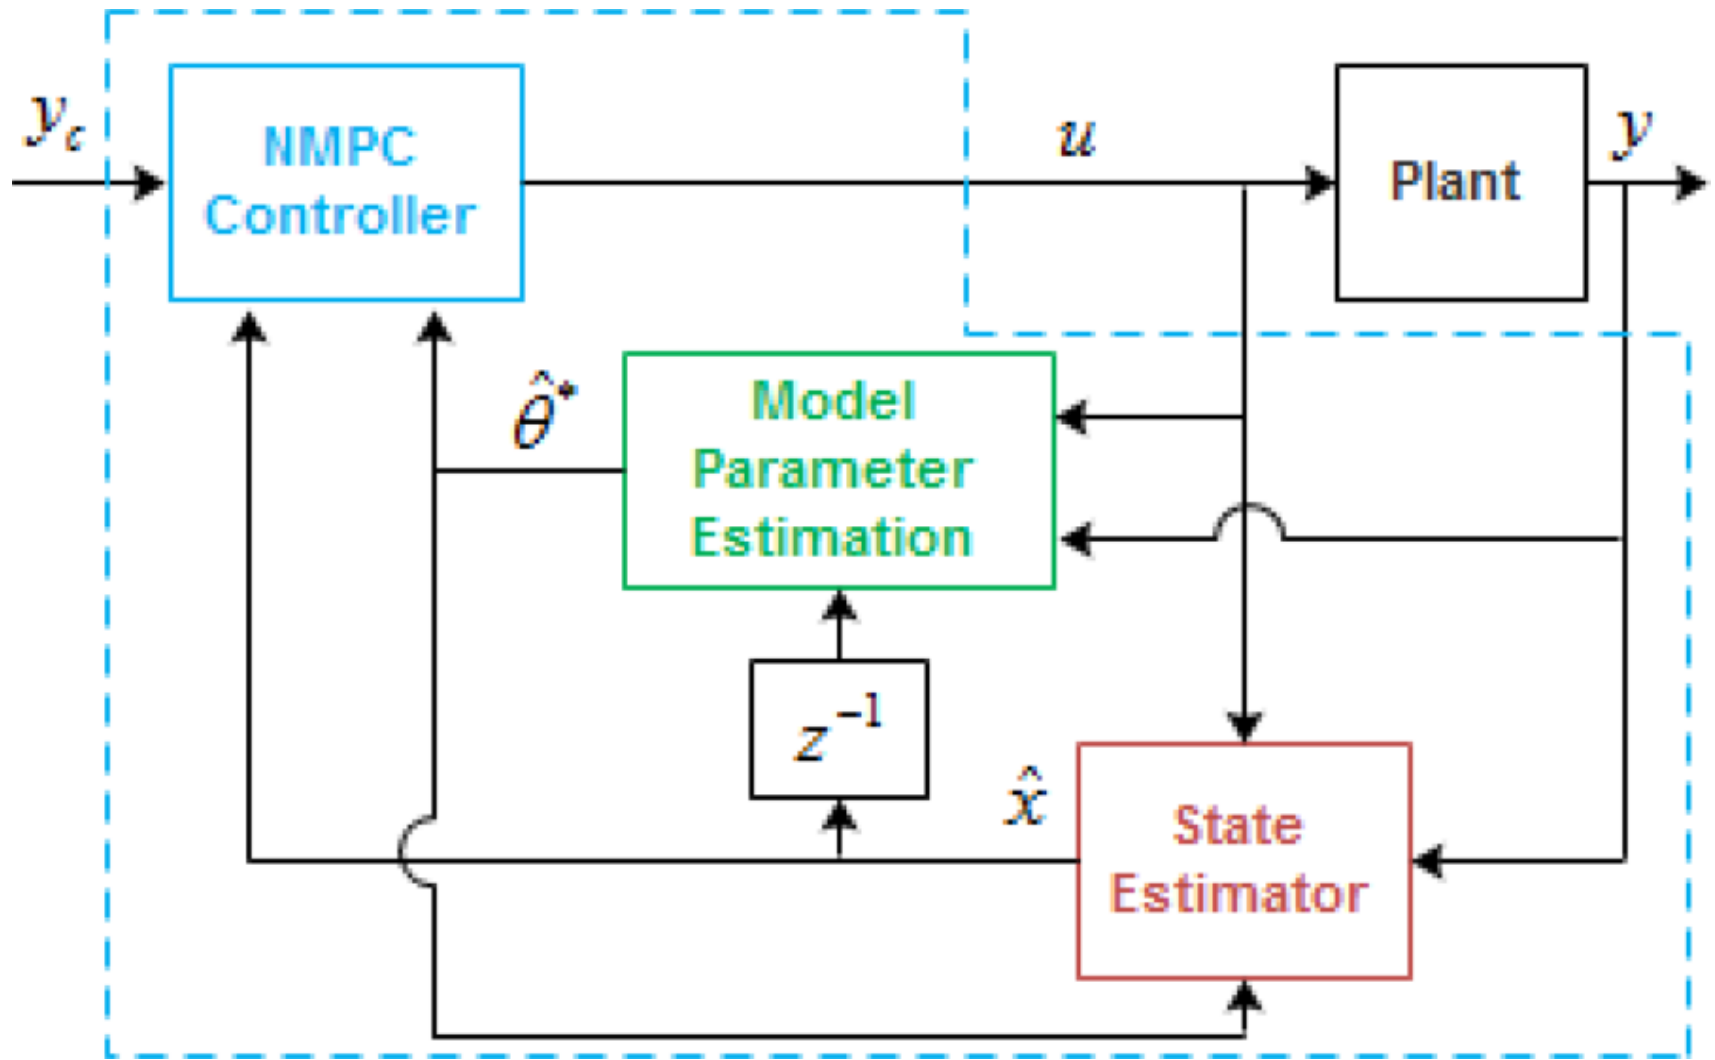 y_c
NMPC
Controller
u
Plant
y
θ̂*
Model
Parameter
Estimation
z⁻¹
x̂
State
Estimator